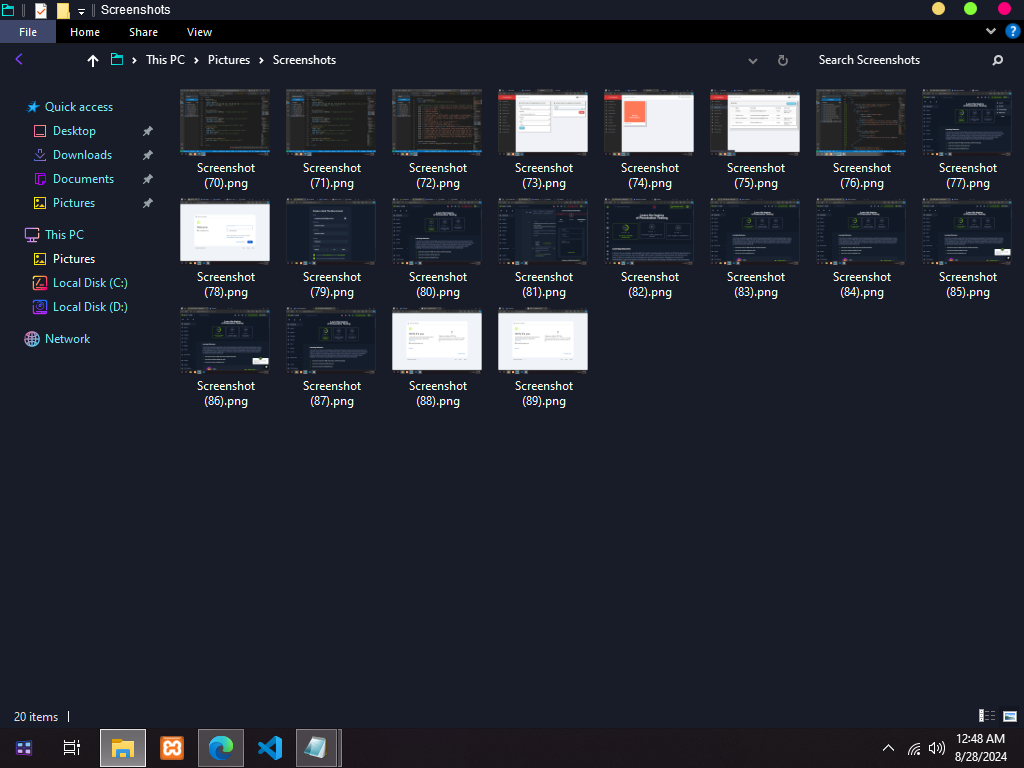 Screenshots
File Home Share View
?
This PC Pictures Screenshots
Search Screenshots
Quick access
Desktop
Downloads
Documents
Pictures
This PC
Pictures
Local Disk (C:)
Local Disk (D:)
Network
Screenshot (70).png
Screenshot (71).png
Screenshot (72).png
Screenshot (73).png
Screenshot (74).png
Screenshot (75).png
Screenshot (76).png
Screenshot (77).png
Screenshot (78).png
Screenshot (79).png
Screenshot (80).png
Screenshot (81).png
Screenshot (82).png
Screenshot (83).png
Screenshot (84).png
Screenshot (85).png
Screenshot (86).png
Screenshot (87).png
Screenshot (88).png
Screenshot (89).png
20 items
12:48 AM
8/28/2024